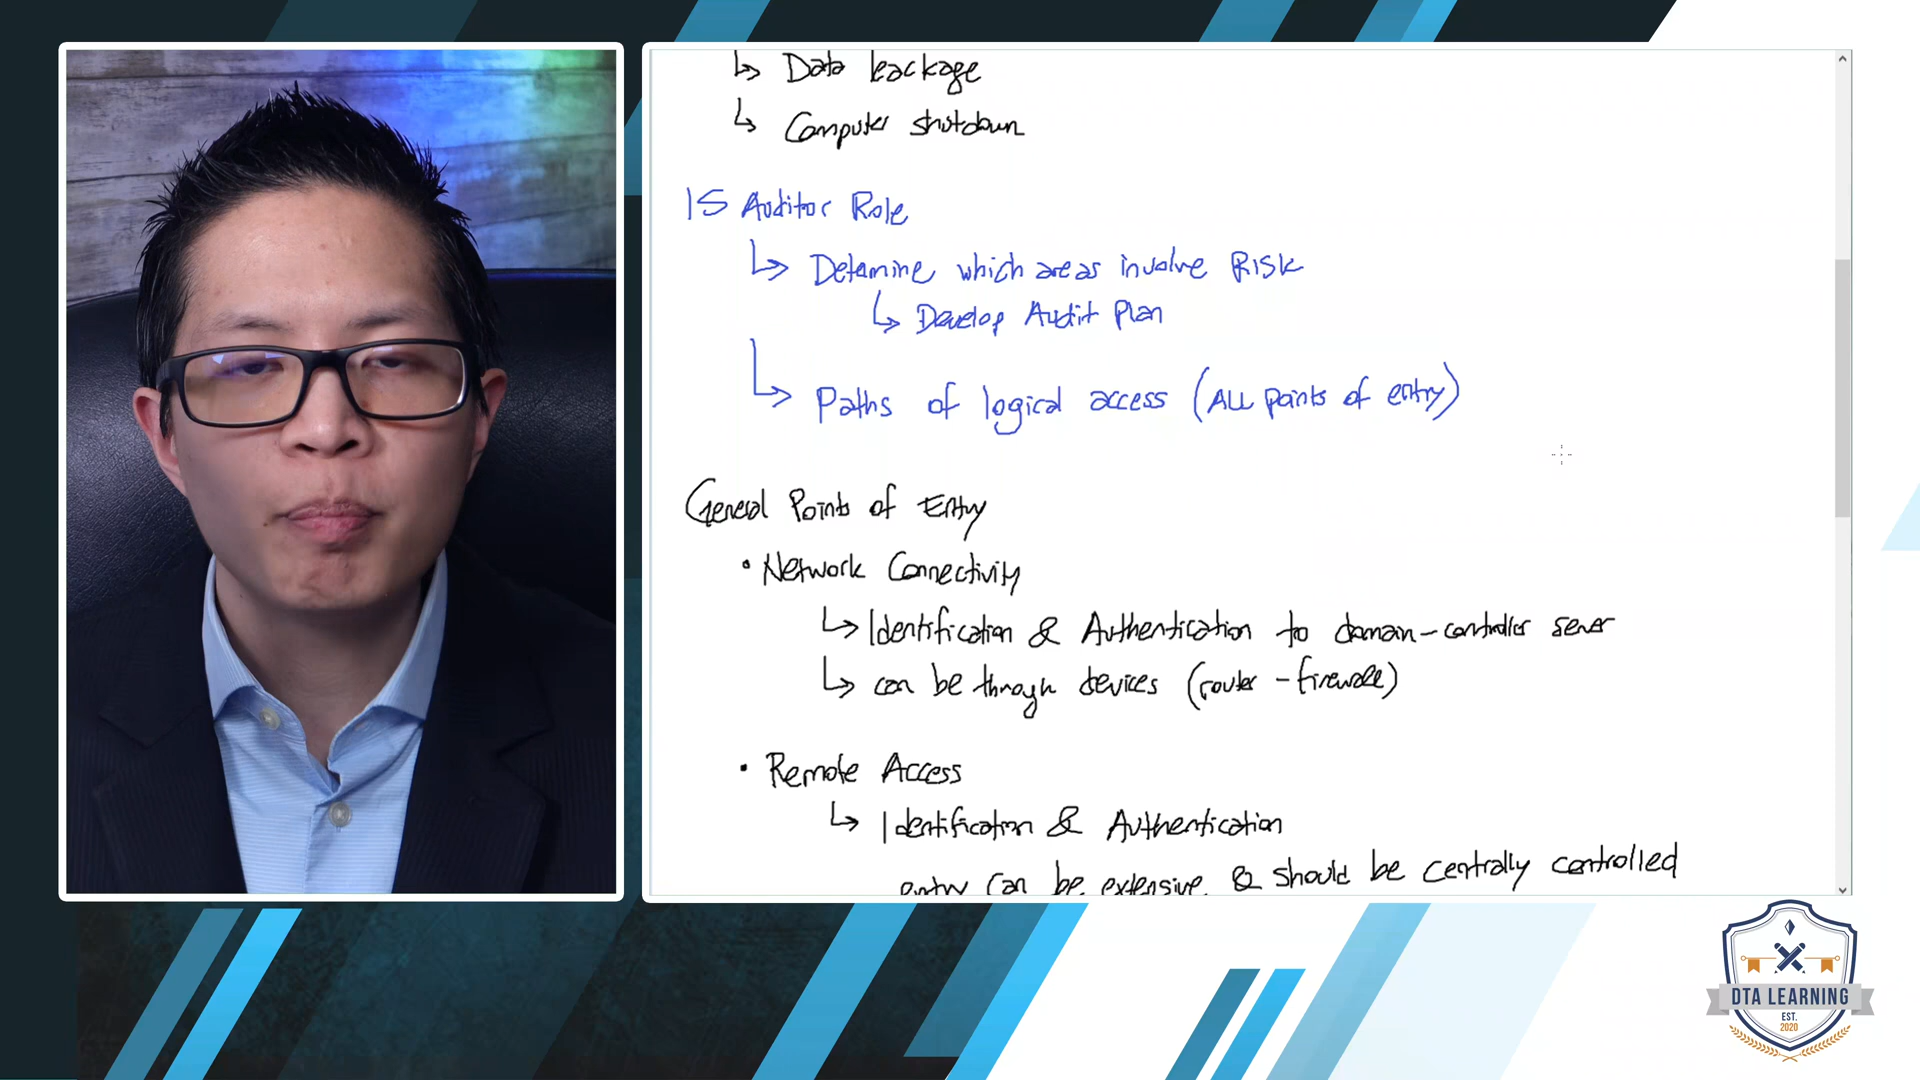 ↳ Data leackage
↳ Computer shutdown
IS Auditor Role
↳ Detamine which areas involve RISK
↳ Develop Audit Plan
↳ Paths of logical access (ALL points of entry)
General Points of Entry
• Network Connectivity
↳ Identification & Authentication to domain-controller server
↳ can be through devices (router - firewall)
• Remote Access
↳ Identification & Authentication
entry can be extensive & should be centrally controlled
DTA LEARNING
EST.
2020